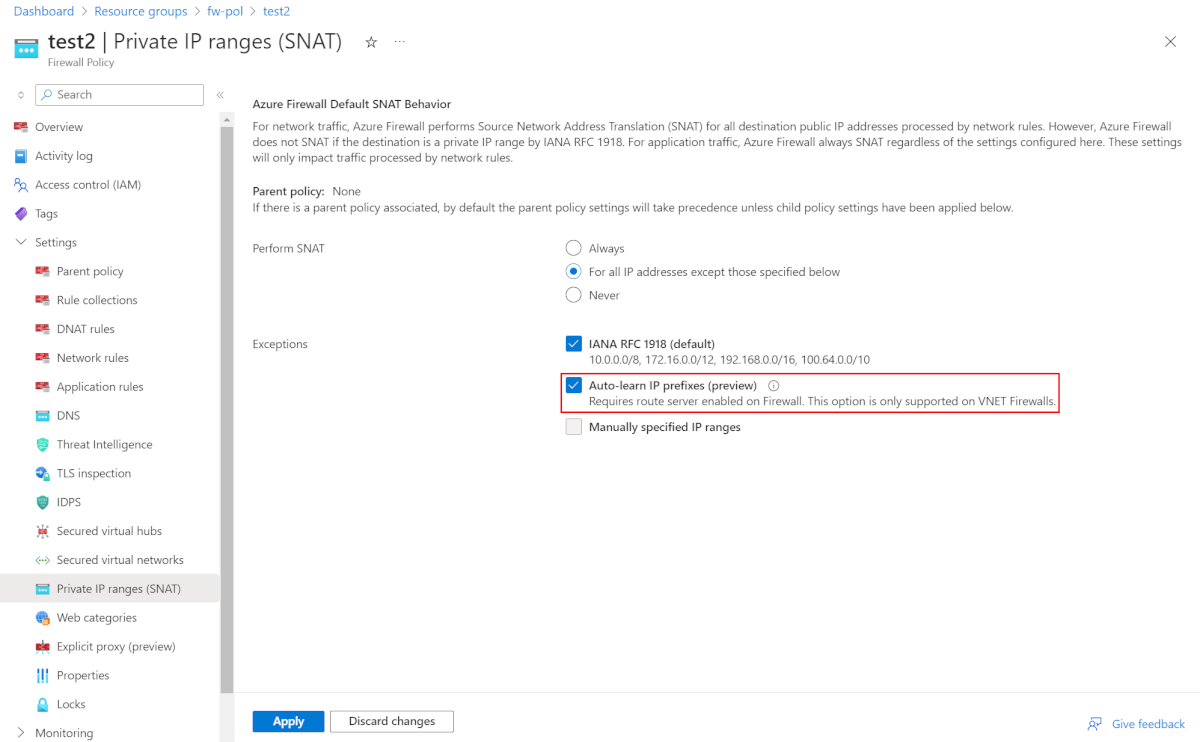 Dashboard > Resource groups > fw-pol > test2
test2 | Private IP ranges (SNAT) ☆ ...
Firewall Policy
Search
Overview
Activity log
Access control (IAM)
Tags
Settings
Parent policy
Rule collections
DNAT rules
Network rules
Application rules
DNS
Threat Intelligence
TLS inspection
IDPS
Secured virtual hubs
Secured virtual networks
Private IP ranges (SNAT)
Web categories
Explicit proxy (preview)
Properties
Locks
Monitoring
Azure Firewall Default SNAT Behavior
For network traffic, Azure Firewall performs Source Network Address Translation (SNAT) for all destination public IP addresses processed by network rules. However, Azure Firewall
does not SNAT if the destination is a private IP range by IANA RFC 1918. For application traffic, Azure Firewall always SNAT regardless of the settings configured here. These settings
will only impact traffic processed by network rules.
Parent policy: None
If there is a parent policy associated, by default the parent policy settings will take precedence unless child policy settings have been applied below.
Perform SNAT
Always
For all IP addresses except those specified below
Never
Exceptions
IANA RFC 1918 (default)
10.0.0.0/8, 172.16.0.0/12, 192.168.0.0/16, 100.64.0.0/10
Auto-learn IP prefixes (preview)
Requires route server enabled on Firewall. This option is only supported on VNET Firewalls.
Manually specified IP ranges
Apply
Discard changes
Give feedback